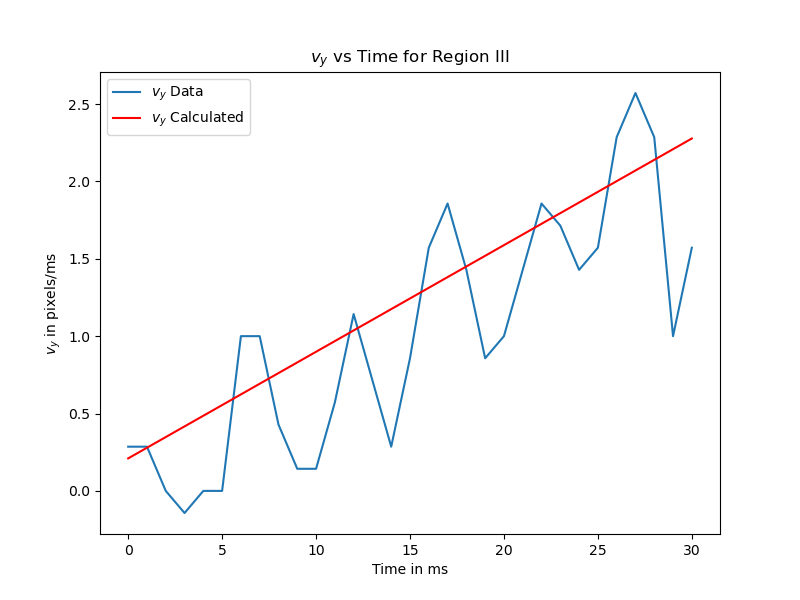 v_y vs Time for Region III
v_y Data
v_y Calculated
2.5
2.0
1.5
1.0
0.5
0.0
v_y in pixels/ms
0 5 10 15 20 25 30
Time in ms